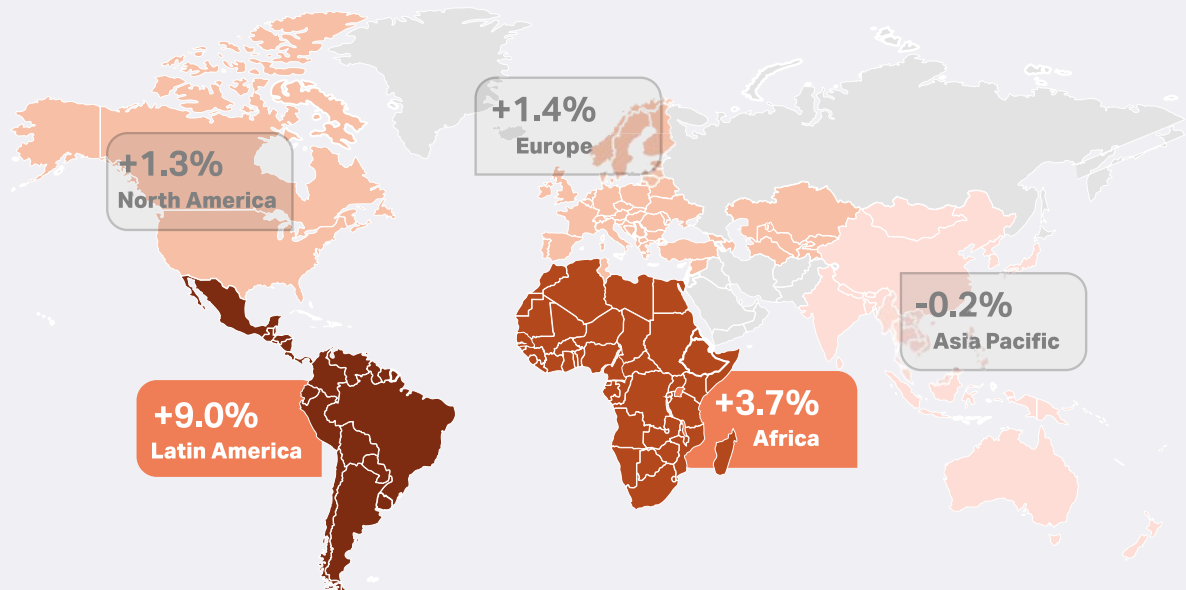 +1.4%
Europe
+1.3%
North America
-0.2%
Asia Pacific
+9.0%
Latin America
+3.7%
Africa